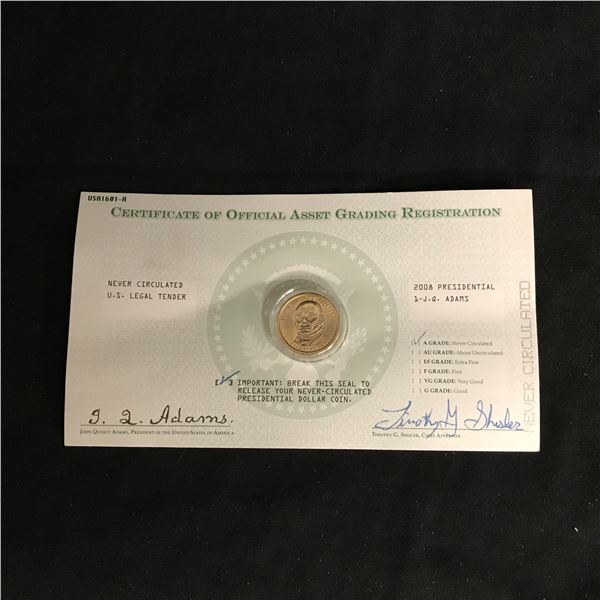 USA1601-A
CERTIFICATE OF OFFICIAL ASSET GRADING REGISTRATION
NEVER CIRCULATED
U.S. LEGAL TENDER
2008 PRESIDENTIAL
1-J.Q. ADAMS
A GRADE: Never Circulated
AU GRADE: About Uncirculated
EF GRADE: Extra Fine
F GRADE: Fine
VG GRADE: Very Good
G GRADE: Good
NEVER CIRCULATED
[✓] IMPORTANT: BREAK THIS SEAL TO
RELEASE YOUR NEVER-CIRCULATED
PRESIDENTIAL DOLLAR COIN.
J. Q. Adams.
JOHN QUINCY ADAMS, PRESIDENT OF THE UNITED STATES OF AMERICA
Timothy G Shisler
TIMOTHY G. SHISLER, CHIEF APPRAISER